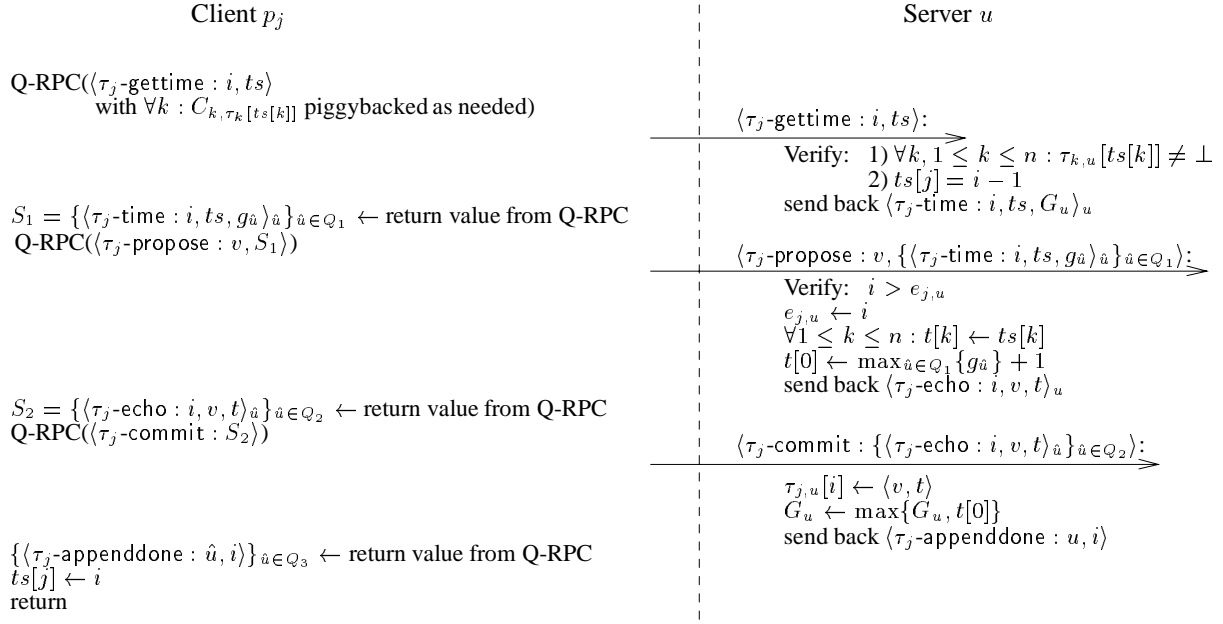 Client p_j
Server u
Q-RPC(⟨τ_j-gettime : i, ts⟩
with ∀k : C_{k,τ_k[ts[k]]} piggybacked as needed)
⟨τ_j-gettime : i, ts⟩:
Verify: 1) ∀k, 1 ≤ k ≤ n : τ_{k,u}[ts[k]] ≠ ⊥
2) ts[j] = i − 1
send back ⟨τ_j-time : i, ts, G_u⟩_u
S_1 = {⟨τ_j-time : i, ts, g_û⟩_û}_{û∈Q_1} ← return value from Q-RPC
Q-RPC(⟨τ_j-propose : v, S_1⟩)
⟨τ_j-propose : v, {⟨τ_j-time : i, ts, g_û⟩_û}_{û∈Q_1}⟩:
Verify: i > e_{j,u}
e_{j,u} ← i
∀1 ≤ k ≤ n : t[k] ← ts[k]
t[0] ← max_{û∈Q_1}{g_û} + 1
send back ⟨τ_j-echo : i, v, t⟩_u
S_2 = {⟨τ_j-echo : i, v, t⟩_û}_{û∈Q_2} ← return value from Q-RPC
Q-RPC(⟨τ_j-commit : S_2⟩)
⟨τ_j-commit : {⟨τ_j-echo : i, v, t⟩_û}_{û∈Q_2}⟩:
τ_{j,u}[i] ← ⟨v, t⟩
G_u ← max{G_u, t[0]}
send back ⟨τ_j-appenddone : u, i⟩
{⟨τ_j-appenddone : û, i⟩}_{û∈Q_3} ← return value from Q-RPC
ts[j] ← i
return